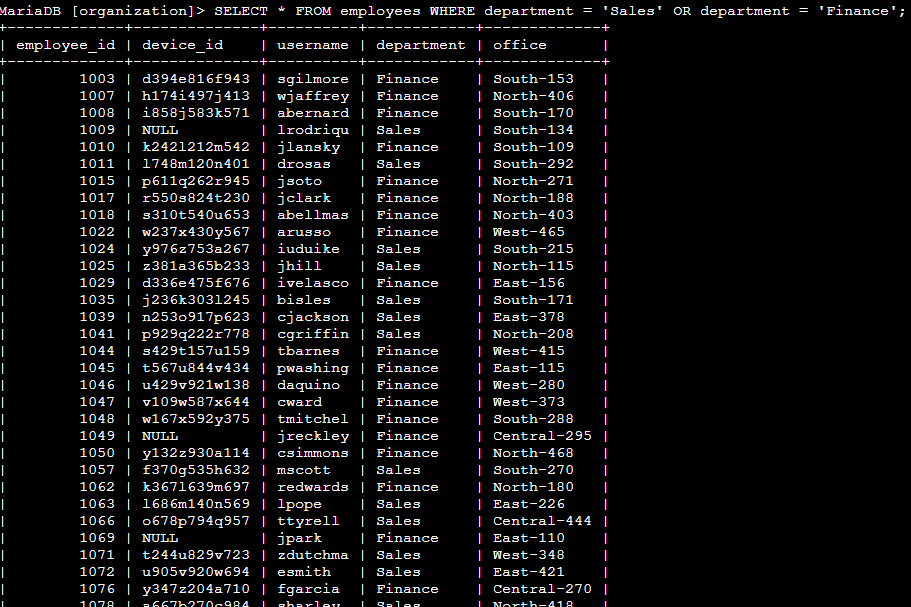 MariaDB [organization]> SELECT * FROM employees WHERE department = 'Sales' OR department = 'Finance';
+-------------+--------------+----------+------------+-------------+
| employee_id | device_id    | username | department | office      |
+-------------+--------------+----------+------------+-------------+
|        1003 | d394e816f943 | sgilmore | Finance    | South-153   |
|        1007 | h174i497j413 | wjaffrey | Finance    | North-406   |
|        1008 | i858j583k571 | abernard | Finance    | South-170   |
|        1009 | NULL         | lrodriqu | Sales      | South-134   |
|        1010 | k242l212m542 | jlansky  | Finance    | South-109   |
|        1011 | l748m120n401 | drosas   | Sales      | South-292   |
|        1015 | p611q262r945 | jsoto    | Finance    | North-271   |
|        1017 | r550s824t230 | jclark   | Finance    | North-188   |
|        1018 | s310t540u653 | abellmas | Finance    | North-403   |
|        1022 | w237x430y567 | arusso   | Finance    | West-465    |
|        1024 | y976z753a267 | iuduike  | Sales      | South-215   |
|        1025 | z381a365b233 | jhill    | Sales      | North-115   |
|        1029 | d336e475f676 | ivelasco | Finance    | East-156    |
|        1035 | j236k303l245 | bisles   | Sales      | South-171   |
|        1039 | n253o917p623 | cjackson | Sales      | East-378    |
|        1041 | p929q222r778 | cgriffin | Sales      | North-208   |
|        1044 | s429t157u159 | tbarnes  | Finance    | West-415    |
|        1045 | t567u844v434 | pwashing | Finance    | East-115    |
|        1046 | u429v921w138 | daquino  | Finance    | West-280    |
|        1047 | v109w587x644 | cward    | Finance    | West-373    |
|        1048 | w167x592y375 | tmitchel | Finance    | South-288   |
|        1049 | NULL         | jreckley | Finance    | Central-295 |
|        1050 | y132z930a114 | csimmons | Finance    | North-468   |
|        1057 | f370g535h632 | mscott   | Sales      | South-270   |
|        1062 | k367l639m697 | redwards | Finance    | North-180   |
|        1063 | l686m140n569 | lpope    | Sales      | East-226    |
|        1066 | o678p794q957 | ttyrell  | Sales      | Central-444 |
|        1069 | NULL         | jpark    | Finance    | East-110    |
|        1071 | t244u829v723 | zdutchma | Sales      | West-348    |
|        1072 | u905v920w694 | esmith   | Sales      | East-421    |
|        1076 | y347z204a710 | fgarcia  | Finance    | Central-270 |
|        1078 | a667b270c984 | sharley  | Sales      | North-418   |